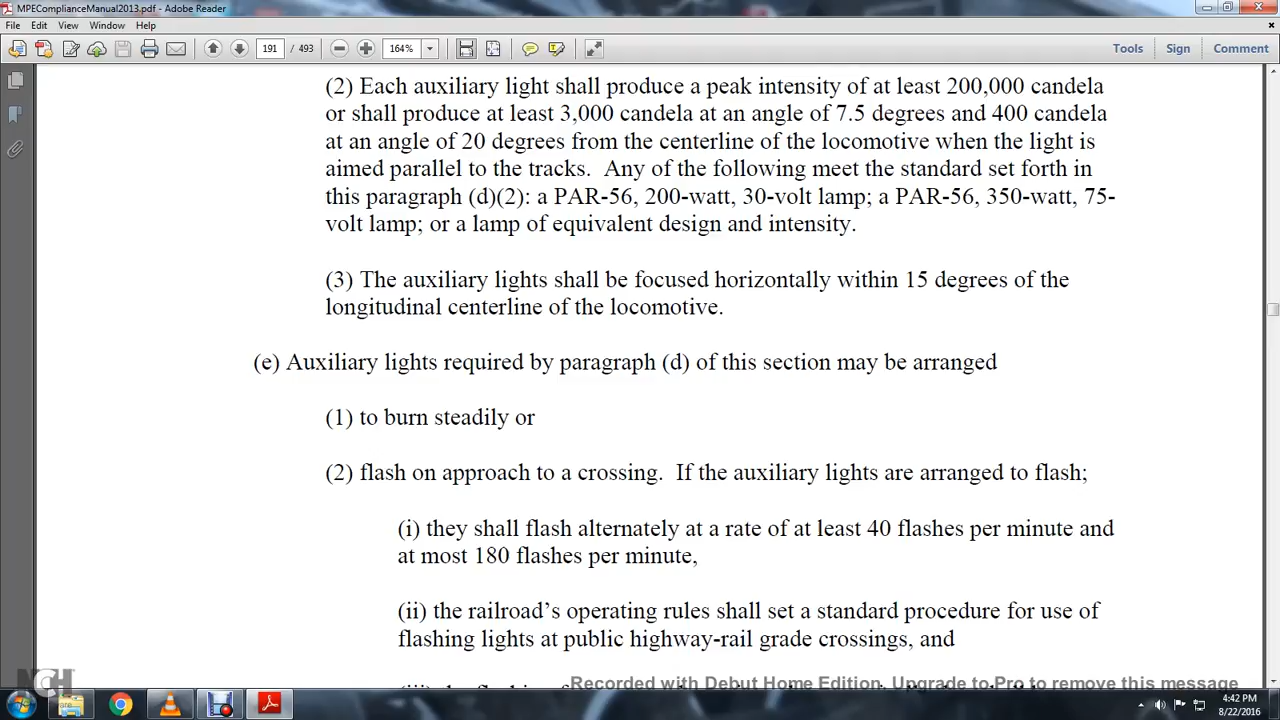 MPEComplianceManual2013.pdf - Adobe Reader
File Edit View Window Help
191 / 493 164% Tools Sign Comment
(2) Each auxiliary light shall produce a peak intensity of at least 200,000 candela
or shall produce at least 3,000 candela at an angle of 7.5 degrees and 400 candela
at an angle of 20 degrees from the centerline of the locomotive when the light is
aimed parallel to the tracks. Any of the following meet the standard set forth in
this paragraph (d)(2): a PAR-56, 200-watt, 30-volt lamp; a PAR-56, 350-watt, 75-
volt lamp; or a lamp of equivalent design and intensity.
(3) The auxiliary lights shall be focused horizontally within 15 degrees of the
longitudinal centerline of the locomotive.
(e) Auxiliary lights required by paragraph (d) of this section may be arranged
(1) to burn steadily or
(2) flash on approach to a crossing. If the auxiliary lights are arranged to flash;
(i) they shall flash alternately at a rate of at least 40 flashes per minute and
at most 180 flashes per minute,
(ii) the railroad's operating rules shall set a standard procedure for use of
flashing lights at public highway-rail grade crossings, and
NCH
Recorded with Debut Home Edition. Upgrade to Pro to remove this message
4:42 PM
8/22/2016